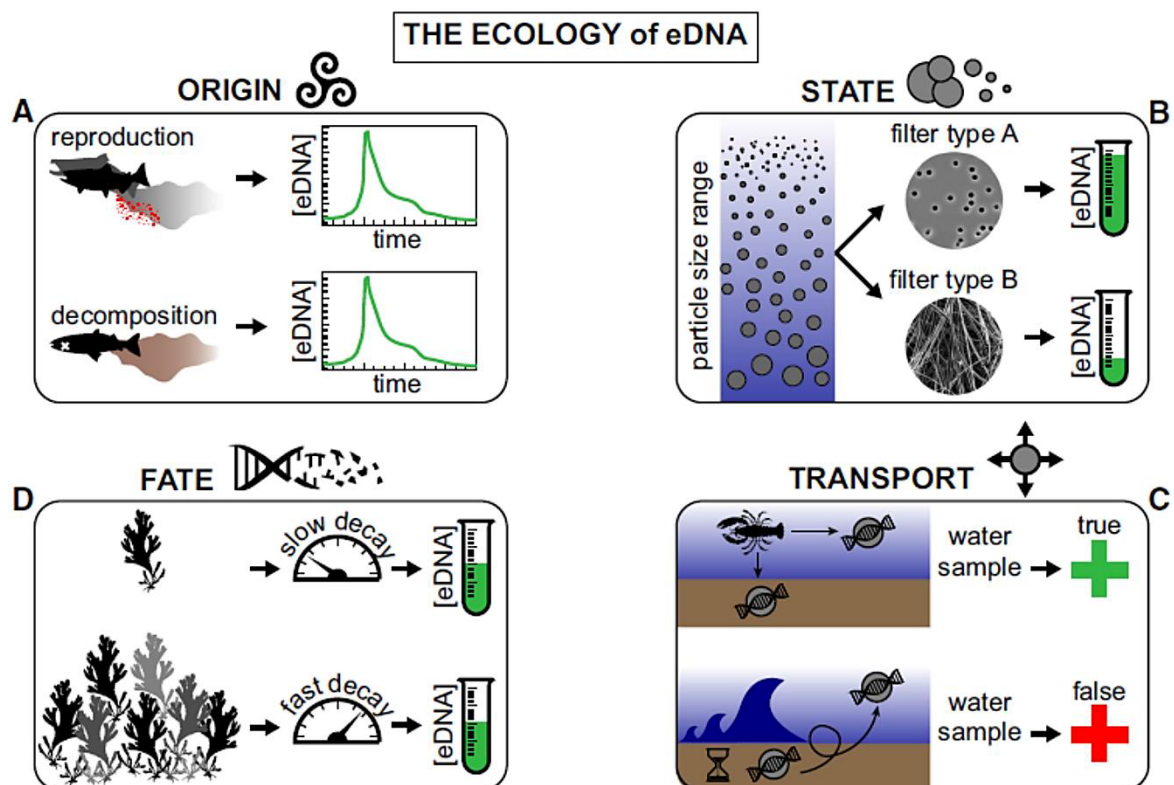 THE ECOLOGY of eDNA
ORIGIN
A
reproduction
[eDNA]
time
decomposition
[eDNA]
time
STATE
B
particle size range
filter type A
[eDNA]
filter type B
[eDNA]
FATE
D
slow decay
[eDNA]
fast decay
[eDNA]
TRANSPORT
C
water
sample
true
water
sample
false